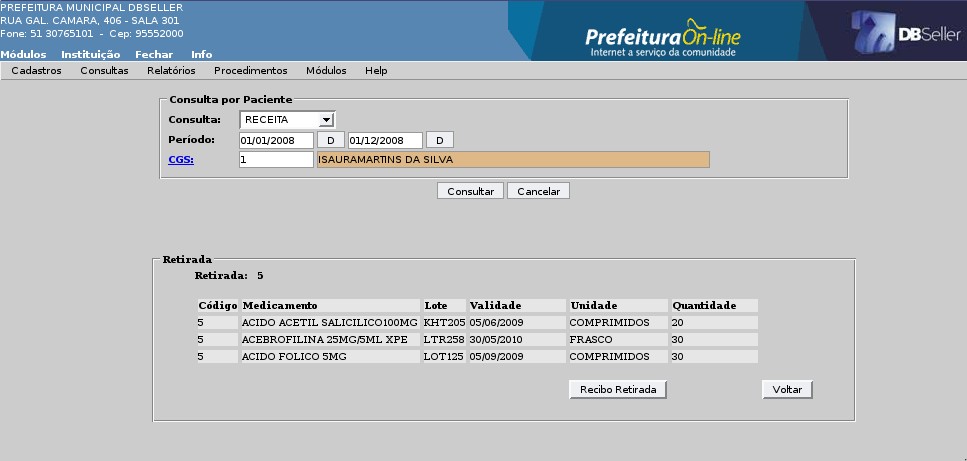 PREFEITURA MUNICIPAL DBSELLER
RUA GAL. CAMARA, 406 - SALA 301
Fone: 51 30765101 - Cep: 95552000
PrefeituraOn-line
Internet a serviço da comunidade
DBSeller
Módulos Instituição Fechar Info
Cadastros Consultas Relatórios Procedimentos Módulos Help
Consulta por Paciente
Consulta: RECEITA
Período: 01/01/2008 D 01/12/2008 D
CGS: 1 ISAURAMARTINS DA SILVA
Consultar Cancelar
Retirada
Retirada: 5
Código Medicamento Lote Validade Unidade Quantidade
5 ACIDO ACETIL SALICILICO100MG KHT205 05/06/2009 COMPRIMIDOS 20
5 ACEBROFILINA 25MG/5ML XPE LTR258 30/05/2010 FRASCO 30
5 ACIDO FOLICO 5MG LOT125 05/09/2009 COMPRIMIDOS 30
Recibo Retirada Voltar